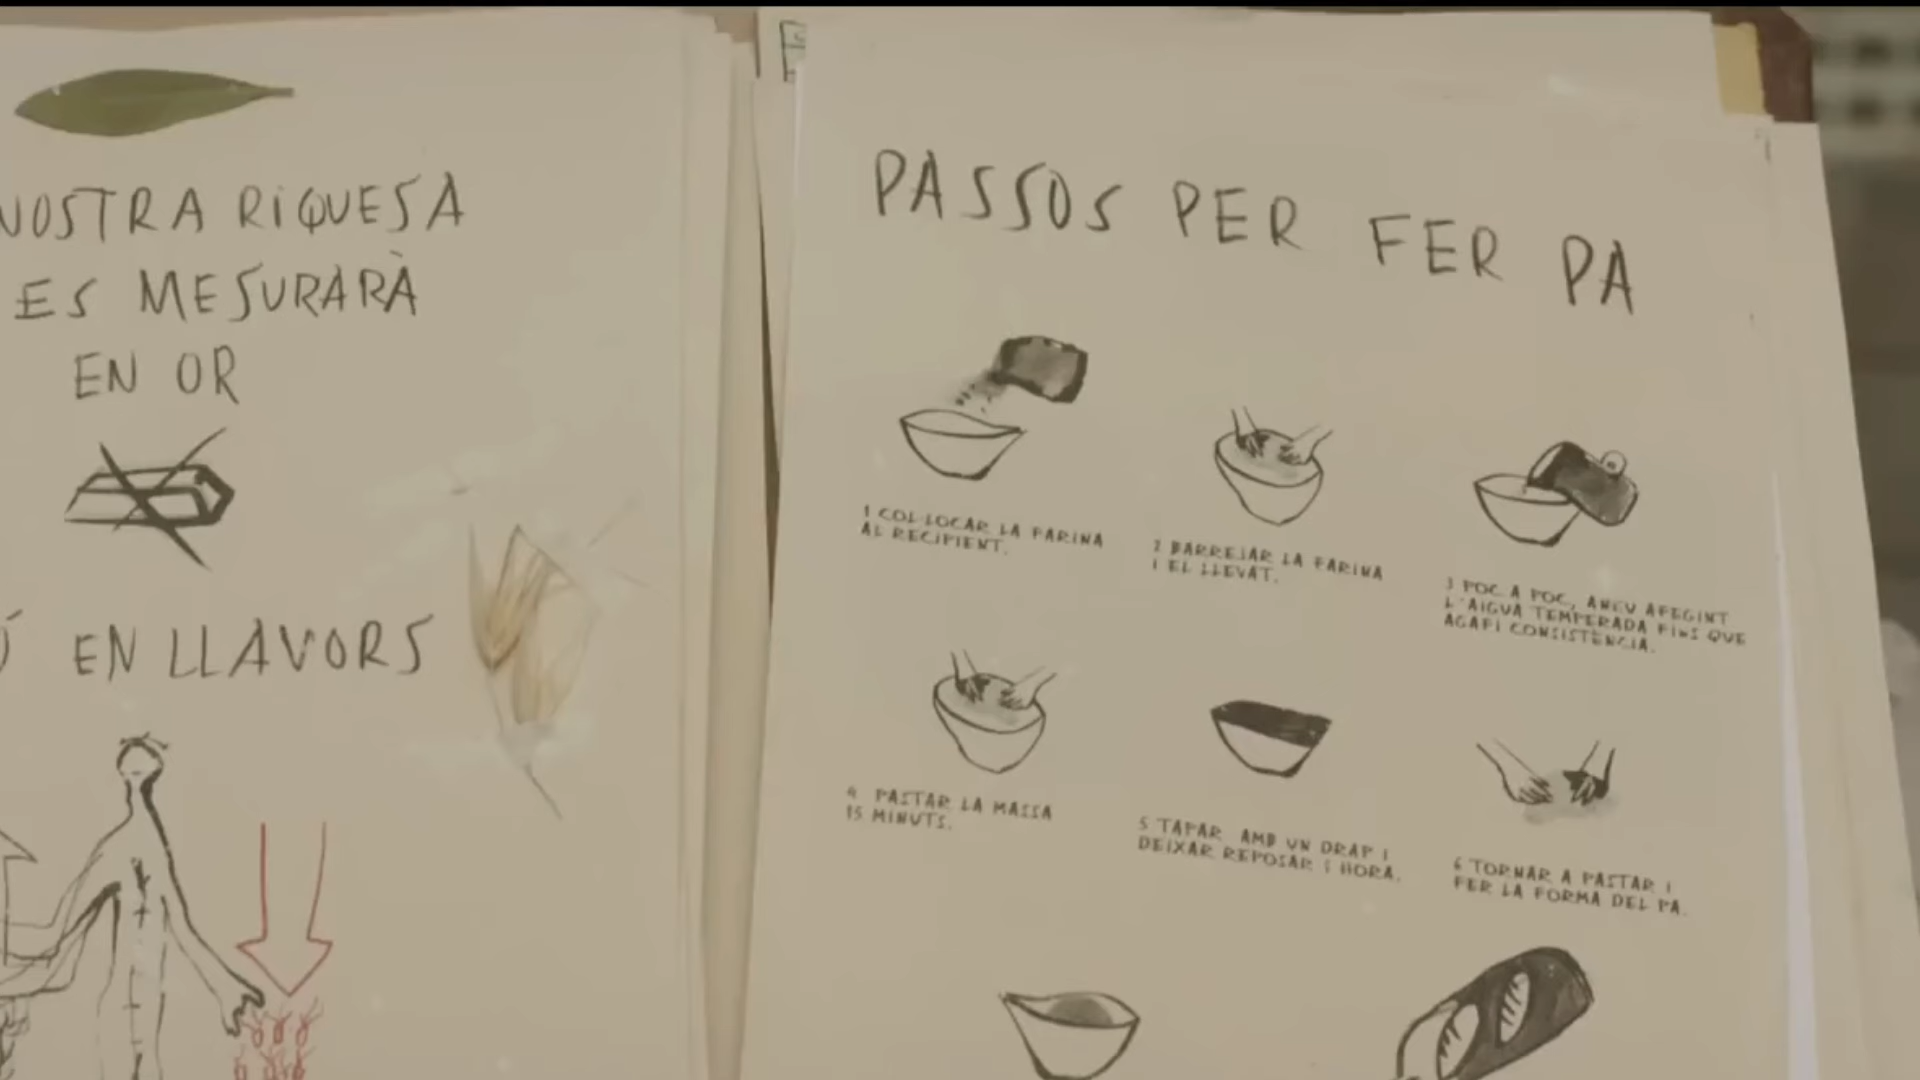 NOSTRA RIQUESA
ES MESURARÀ
EN OR
EN LLAVORS
PASSOS PER FER PA
1 COL·LOCAR LA FARINA
AL RECIPIENT.
2 BARREJAR LA FARINA
I EL LLEVAT.
3 POC A POC, ANEU AFEGINT
L'AIGUA TEMPERADA FINS QUE
AGAFI CONSISTÈNCIA.
4 PASTAR LA MASSA
15 MINUTS.
5 TAPAR AMB UN DRAP I
DEIXAR REPOSAR 1 HORA.
6 TORNAR A PASTAR I
FER LA FORMA DEL PA.